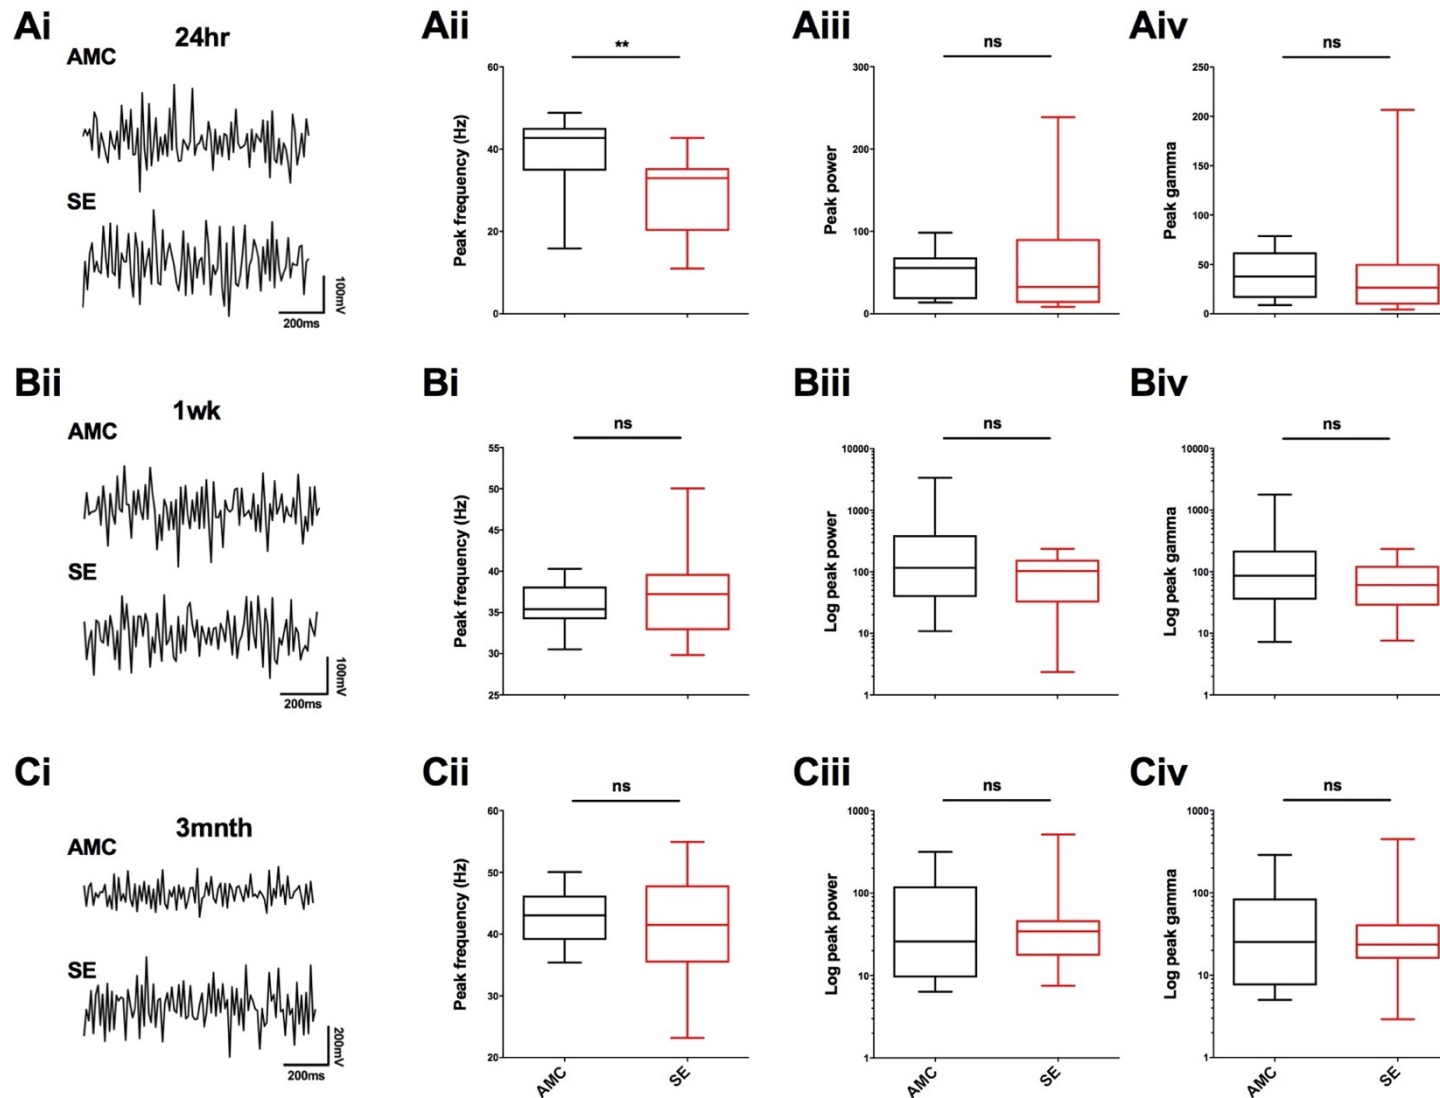 Ai
24hr
AMC
SE
100mV
200ms
Aii
**
Peak frequency (Hz)
60
40
20
0
Aiii
ns
Peak power
300
200
100
0
Aiv
ns
Peak gamma
250
200
150
100
50
0
Bii
1wk
AMC
SE
100mV
200ms
Bi
ns
Peak frequency (Hz)
55
50
45
40
35
30
25
Biii
ns
Log peak power
10000
1000
100
10
1
Biv
ns
Log peak gamma
10000
1000
100
10
1
Ci
3mnth
AMC
SE
200mV
200ms
Cii
ns
Peak frequency (Hz)
60
50
40
30
20
AMC
SE
Ciii
ns
Log peak power
1000
100
10
1
AMC
SE
Civ
ns
Log peak gamma
1000
100
10
1
AMC
SE